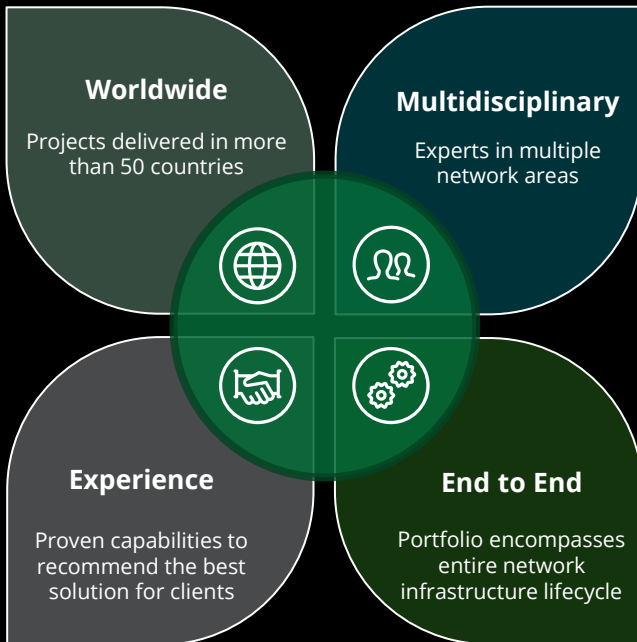 Worldwide
Projects delivered in more
than 50 countries
Multidisciplinary
Experts in multiple
network areas
Experience
Proven capabilities to
recommend the best
solution for clients
End to End
Portfolio encompasses
entire network
infrastructure lifecycle